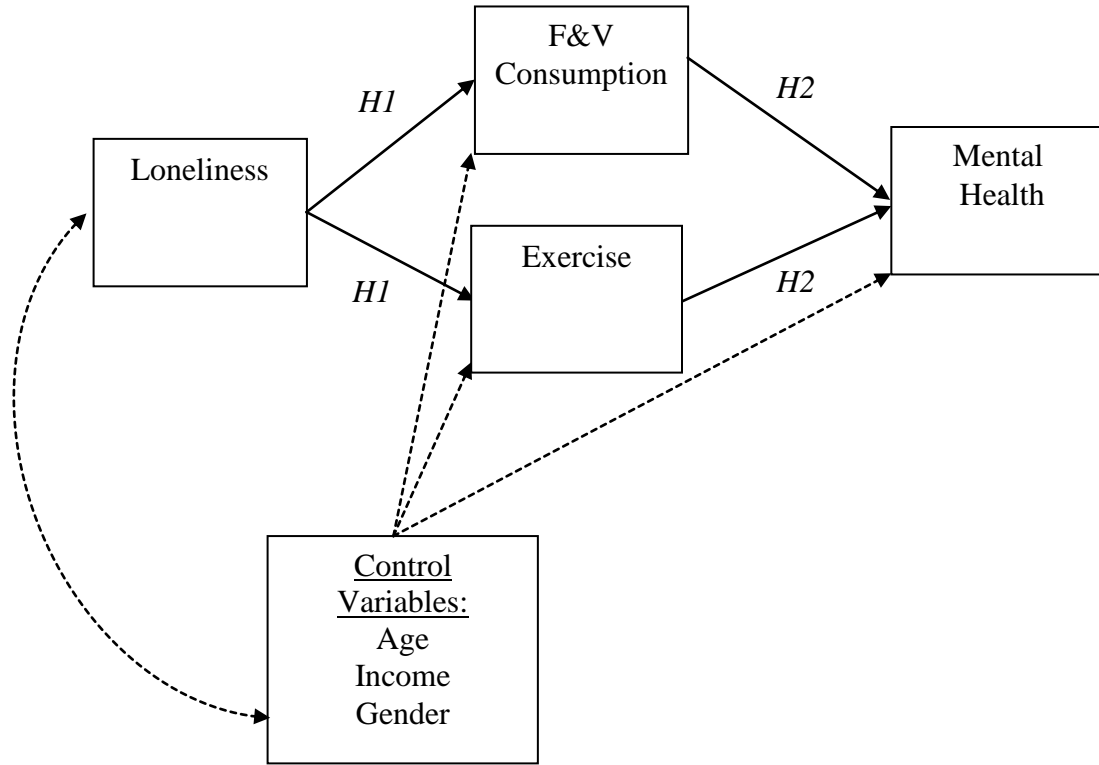 F&V
Consumption
H1
H2
Loneliness
Mental
Health
Exercise
H1
H2
Control
Variables:
Age
Income
Gender